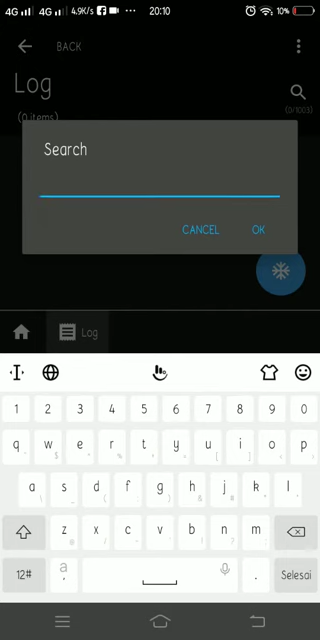 4G 4G 4.9K/s 20:10 10%
BACK
Log
(0 items)
(0/1003)
Search
CANCEL OK
Log
1 2 3 4 5 6 7 8 9 0
q w e r t y u i o p
a s d f g h j k l
z x c v b n m
12# a , . Selesai